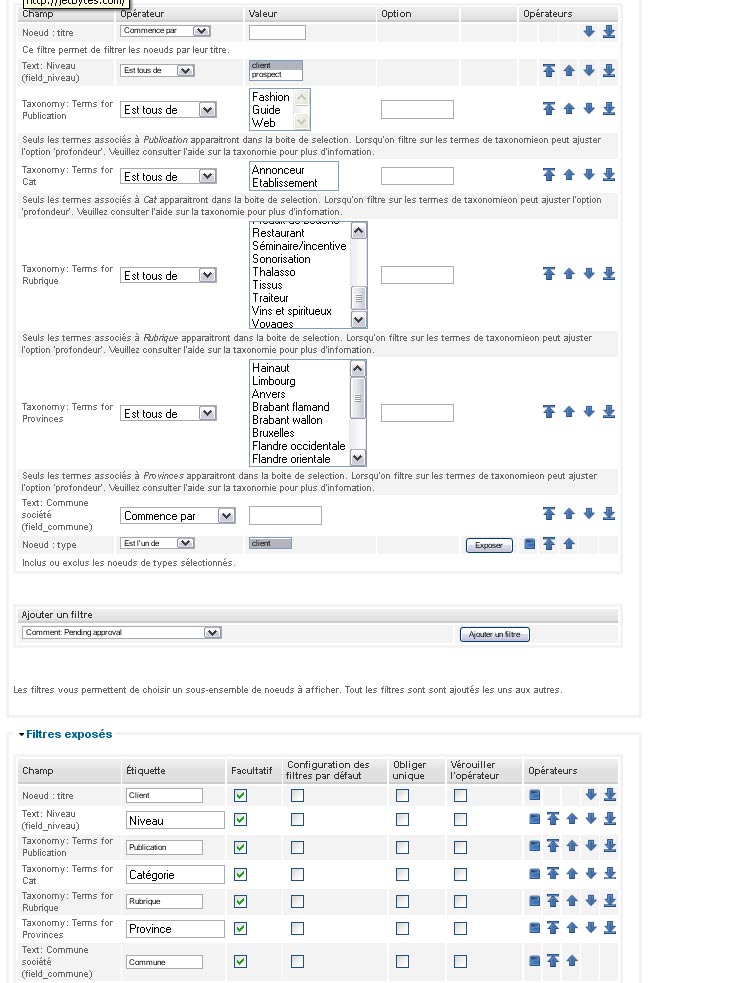 http://jetbytes.com/
Champ Opérateur Valeur Option Opérateurs
Noeud : titre Commence par
Ce filtre permet de filtrer les noeuds par leur titre.
Text: Niveau
(field_niveau)
Est tous de
client
prospect
Taxonomy: Terms for
Publication
Est tous de
Fashion
Guide
Web
Seuls les termes associés à Publication apparaitront dans la boite de selection. Lorsqu'on filtre sur les termes de taxonomieon peut ajuster
l'option 'profondeur'. Veuillez consulter l'aide sur la taxonomie pour plus d'infomation.
Taxonomy: Terms for
Cat
Est tous de
Annonceur
Etablissement
Seuls les termes associés à Cat apparaitront dans la boite de selection. Lorsqu'on filtre sur les termes de taxonomieon peut ajuster l'option
'profondeur'. Veuillez consulter l'aide sur la taxonomie pour plus d'infomation.
Taxonomy: Terms for
Rubrique
Est tous de
Restaurant
Séminaire/incentive
Sonorisation
Thalasso
Tissus
Traiteur
Vins et spiritueux
Voyages
Seuls les termes associés à Rubrique apparaitront dans la boite de selection. Lorsqu'on filtre sur les termes de taxonomieon peut ajuster
l'option 'profondeur'. Veuillez consulter l'aide sur la taxonomie pour plus d'infomation.
Taxonomy: Terms for
Provinces
Est tous de
Hainaut
Limbourg
Anvers
Brabant flamand
Brabant wallon
Bruxelles
Flandre occidentale
Flandre orientale
Seuls les termes associés à Provinces apparaitront dans la boite de selection. Lorsqu'on filtre sur les termes de taxonomieon peut ajuster
l'option 'profondeur'. Veuillez consulter l'aide sur la taxonomie pour plus d'infomation.
Text: Commune
société
(field_commune)
Commence par
Noeud : type Est l'un de client Exposer
Inclus ou exclus les noeuds de types sélectionnés.
Ajouter un filtre
Comment: Pending approval Ajouter un filtre
Les filtres vous permettent de choisir un sous-ensemble de noeuds à afficher. Tout les filtres sont sont ajoutés les uns aux autres.
Filtres exposés
Champ Étiquette Facultatif Configuration des
filtres par défaut
Obliger
unique
Vérouiller
l'opérateur
Opérateurs
Noeud : titre Client
Text: Niveau
(field_niveau)
Niveau
Taxonomy: Terms for
Publication
Publication
Taxonomy: Terms for
Cat
Catégorie
Taxonomy: Terms for
Rubrique
Rubrique
Taxonomy: Terms for
Provinces
Province
Text: Commune
société
(field_commune)
Commune